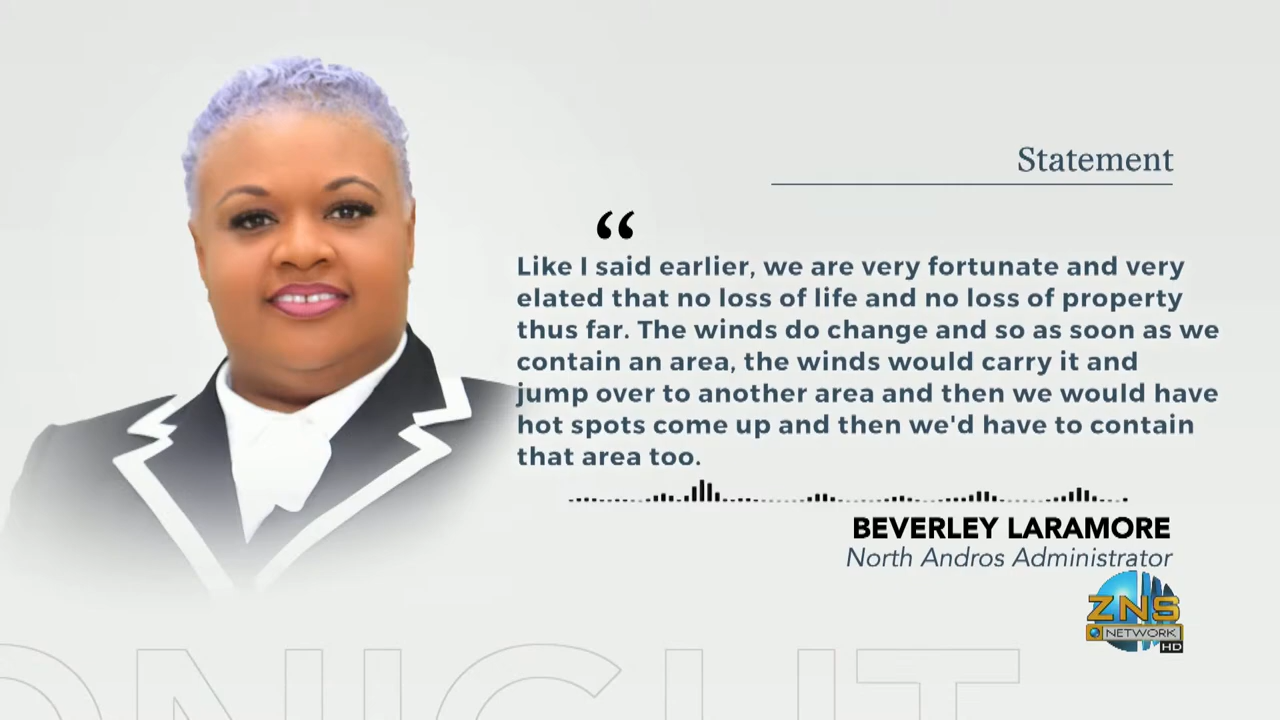 Statement
“
Like I said earlier, we are very fortunate and very
elated that no loss of life and no loss of property
thus far. The winds do change and so as soon as we
contain an area, the winds would carry it and
jump over to another area and then we would have
hot spots come up and then we'd have to contain
that area too.
BEVERLEY LARAMORE
North Andros Administrator
ZNS
NETWORK
HD
ONIGHT